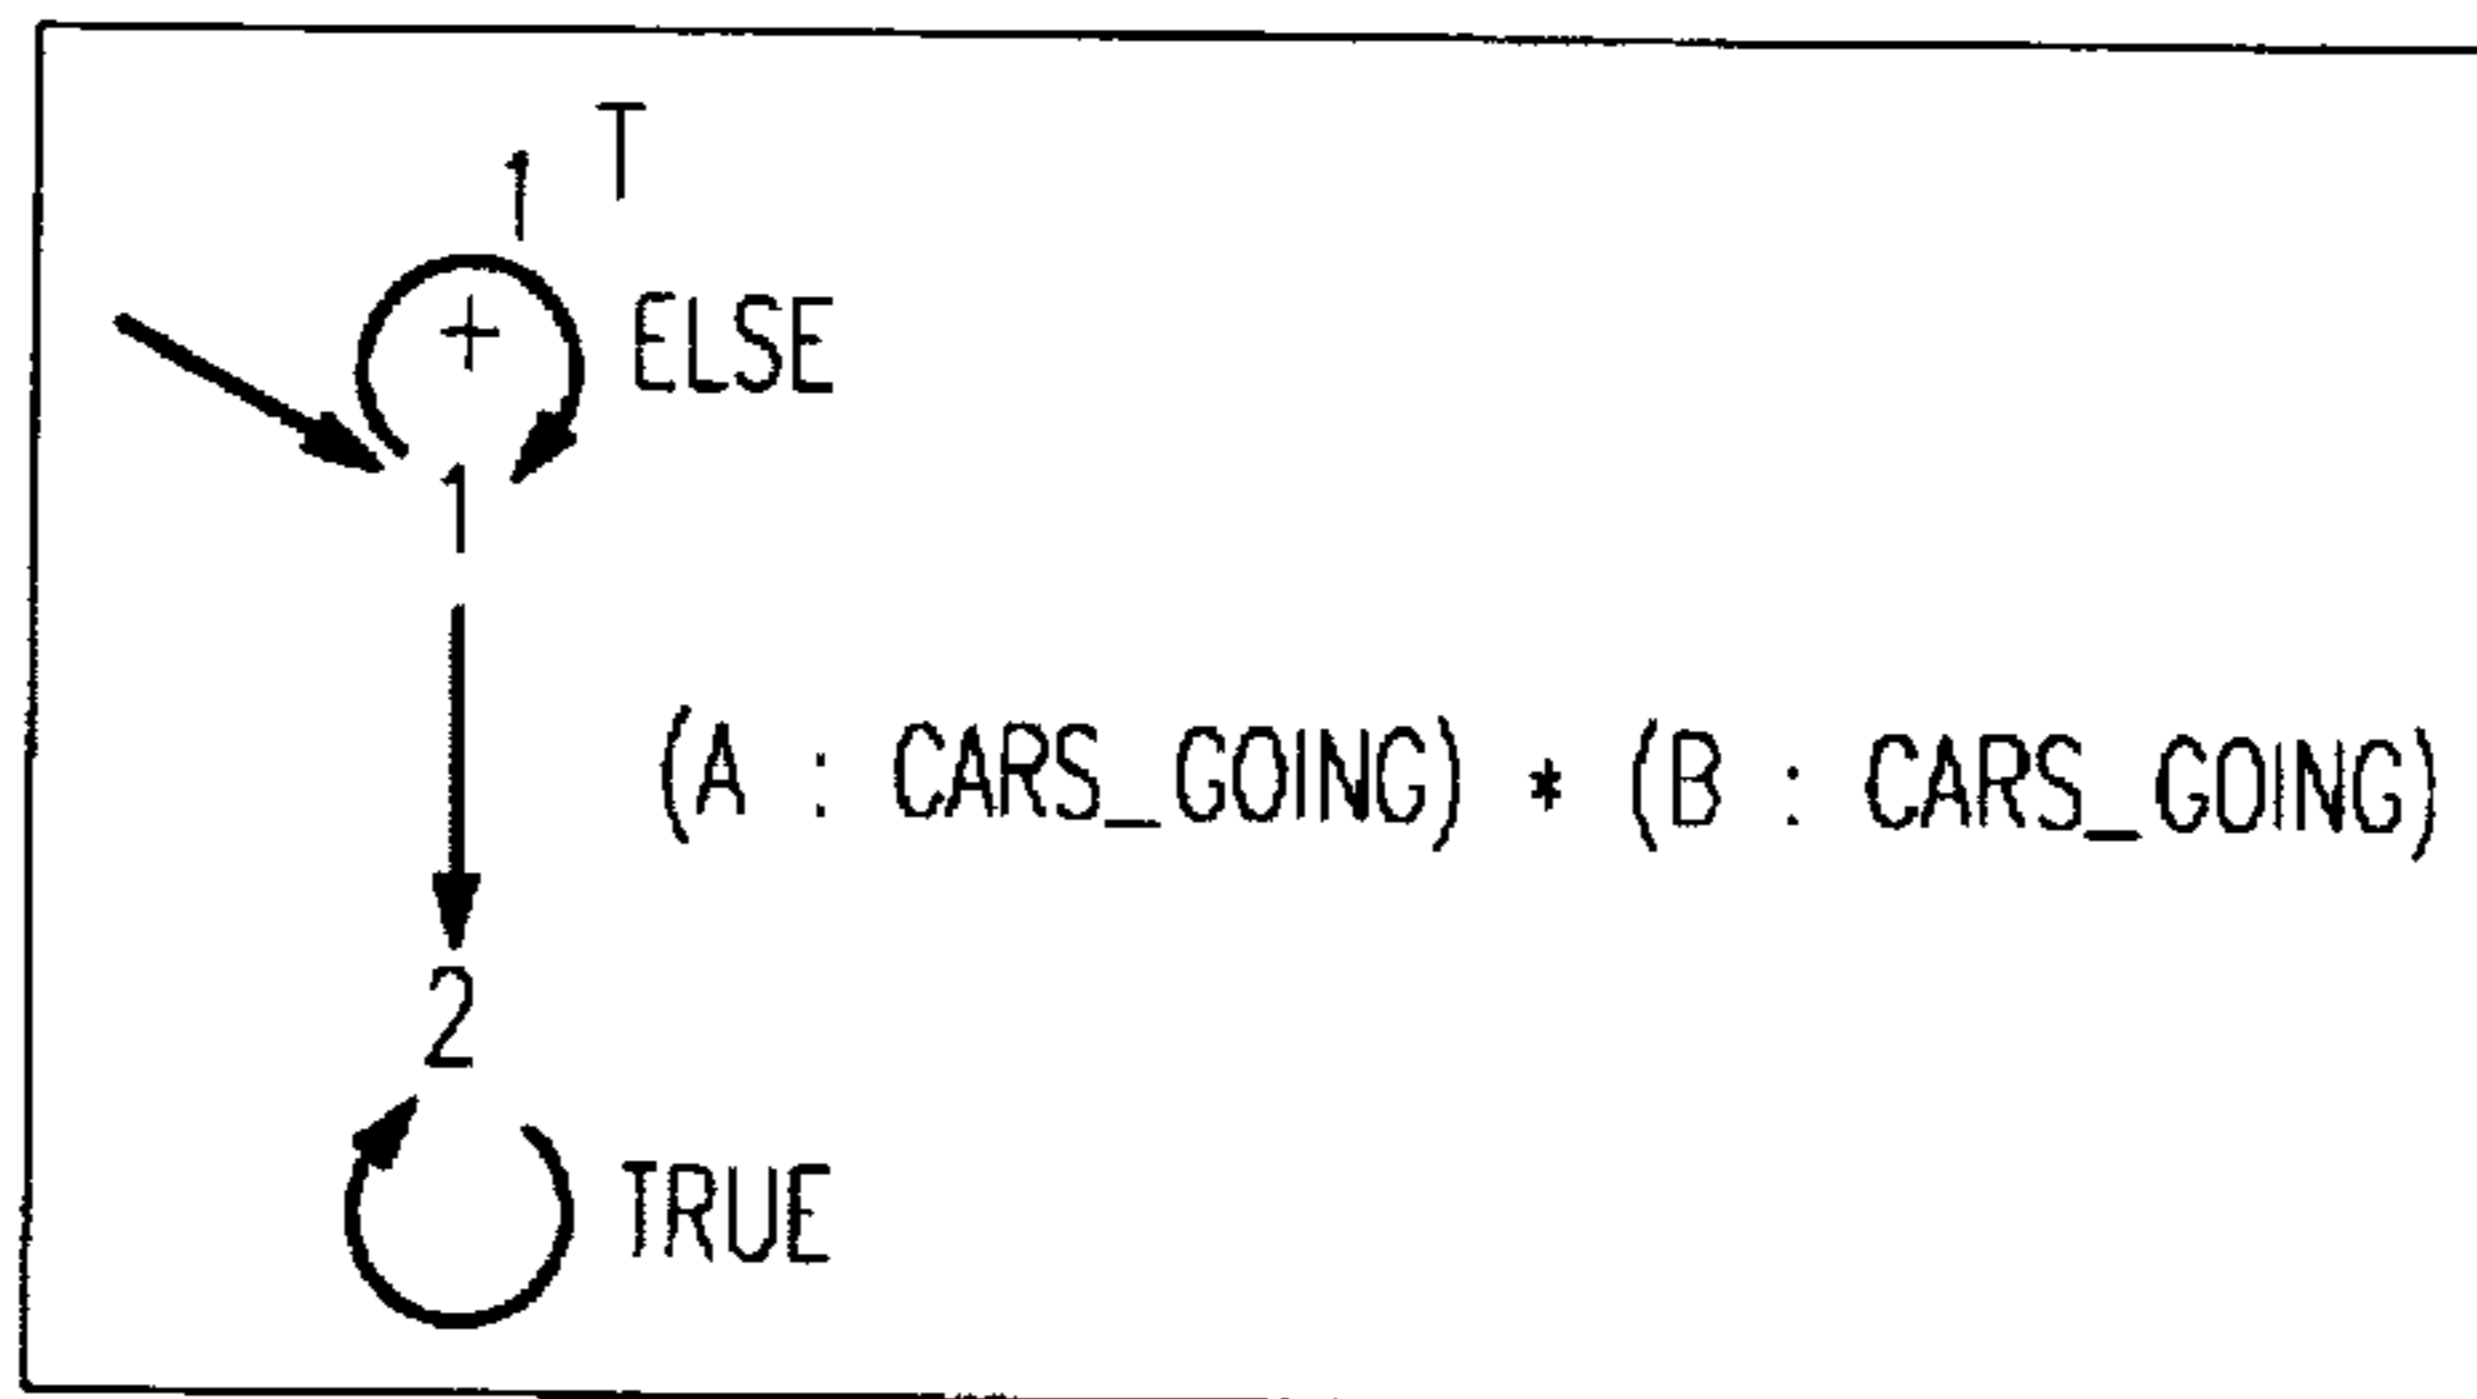 1 T
+ ELSE
1
(A : CARS_GOING) * (B : CARS_GOING)
2
TRUE